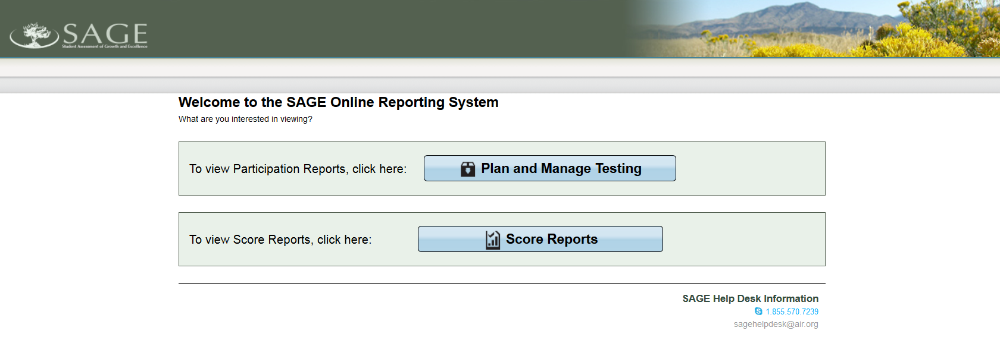 SAGE
Student Assessment of Growth and Excellence
Welcome to the SAGE Online Reporting System
What are you interested in viewing?
To view Participation Reports, click here: Plan and Manage Testing
To view Score Reports, click here: Score Reports
SAGE Help Desk Information
1.855.570.7239
sagehelpdesk@air.org